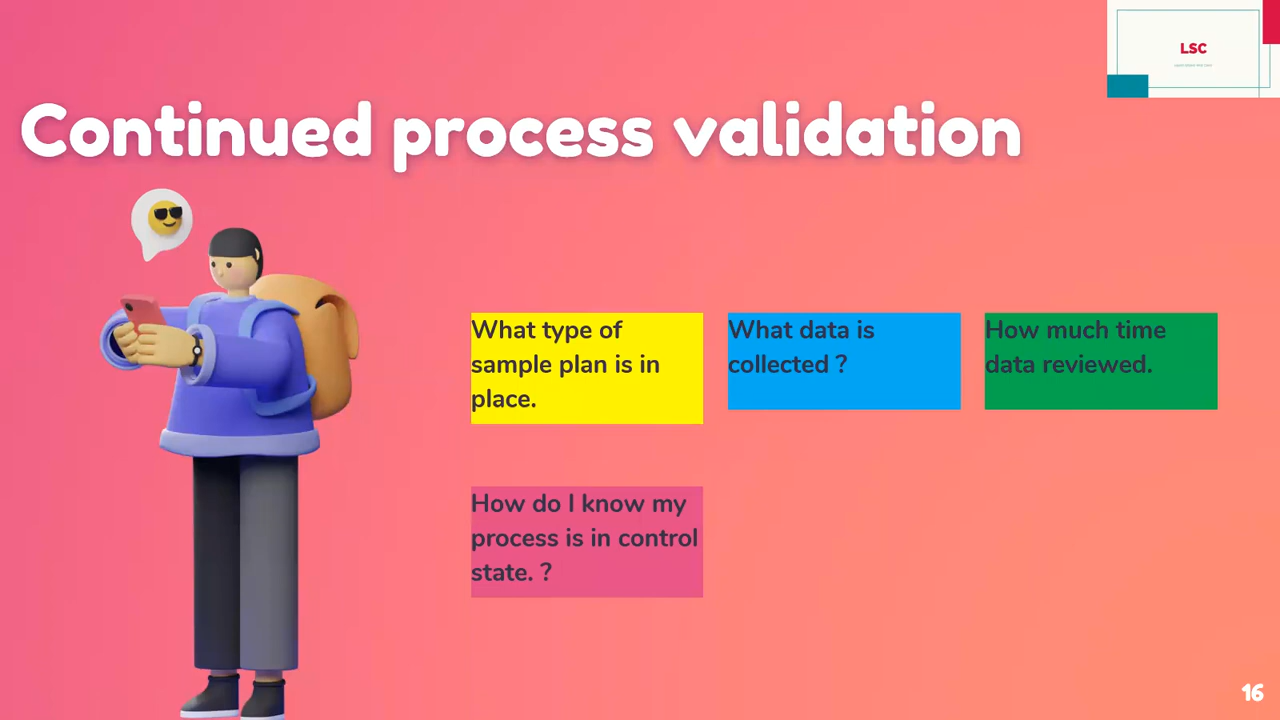 LSC
Continued process validation
What type of
sample plan is in
place.
What data is
collected ?
How much time
data reviewed.
How do I know my
process is in control
state. ?
16